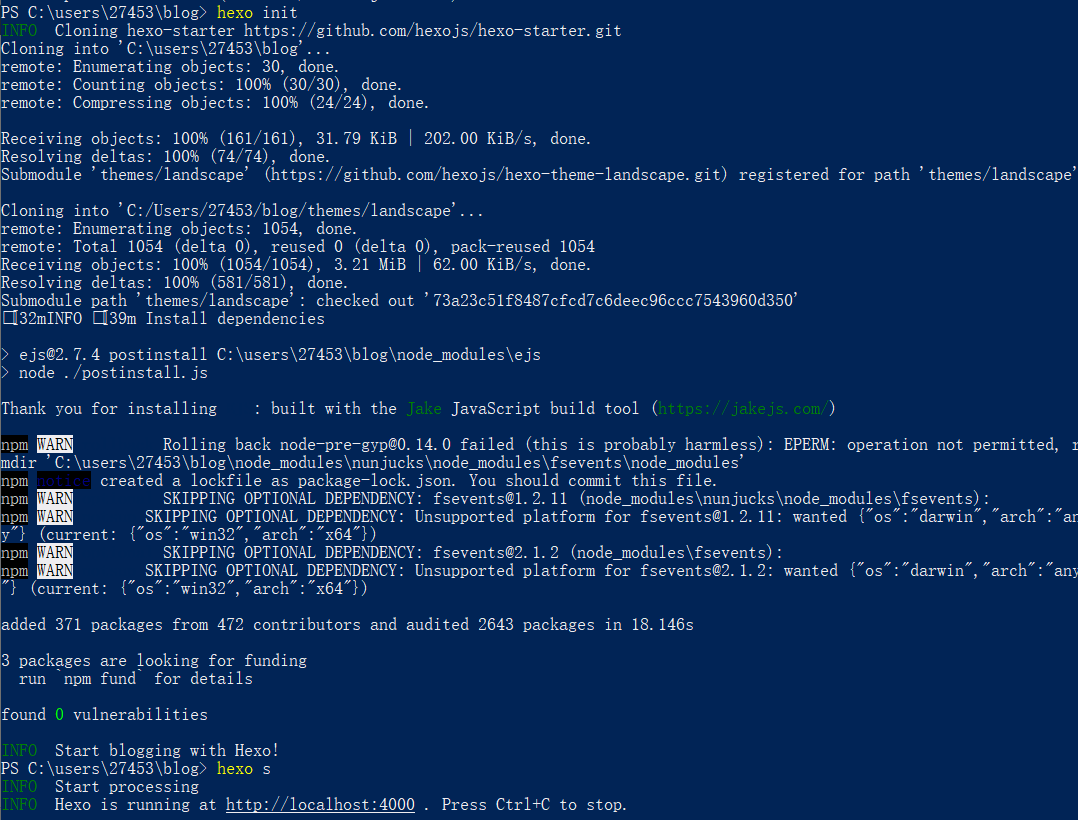 PS C:\users\27453\blog> hexo init
INFO  Cloning hexo-starter https://github.com/hexojs/hexo-starter.git
Cloning into 'C:\users\27453\blog'...
remote: Enumerating objects: 30, done.
remote: Counting objects: 100% (30/30), done.
remote: Compressing objects: 100% (24/24), done.
Receiving objects: 100% (161/161), 31.79 KiB | 202.00 KiB/s, done.
Resolving deltas: 100% (74/74), done.
Submodule 'themes/landscape' (https://github.com/hexojs/hexo-theme-landscape.git) registered for path 'themes/landscape'
Cloning into 'C:/Users/27453/blog/themes/landscape'...
remote: Enumerating objects: 1054, done.
remote: Total 1054 (delta 0), reused 0 (delta 0), pack-reused 1054
Receiving objects: 100% (1054/1054), 3.21 MiB | 62.00 KiB/s, done.
Resolving deltas: 100% (581/581), done.
Submodule path 'themes/landscape': checked out '73a23c51f8487cfcd7c6deec96ccc7543960d350'
□[32mINFO □[39m Install dependencies
> ejs@2.7.4 postinstall C:\users\27453\blog\node_modules\ejs
> node ./postinstall.js
Thank you for installing    : built with the Jake JavaScript build tool (https://jakejs.com/)
npm WARN          Rolling back node-pre-gyp@0.14.0 failed (this is probably harmless): EPERM: operation not permitted, r
mdir 'C:\users\27453\blog\node_modules\nunjucks\node_modules\fsevents\node_modules'
npm notice created a lockfile as package-lock.json. You should commit this file.
npm WARN          SKIPPING OPTIONAL DEPENDENCY: fsevents@1.2.11 (node_modules\nunjucks\node_modules\fsevents):
npm WARN        SKIPPING OPTIONAL DEPENDENCY: Unsupported platform for fsevents@1.2.11: wanted {"os":"darwin","arch":"an
y"} (current: {"os":"win32","arch":"x64"})
npm WARN          SKIPPING OPTIONAL DEPENDENCY: fsevents@2.1.2 (node_modules\fsevents):
npm WARN        SKIPPING OPTIONAL DEPENDENCY: Unsupported platform for fsevents@2.1.2: wanted {"os":"darwin","arch":"any
"} (current: {"os":"win32","arch":"x64"})
added 371 packages from 472 contributors and audited 2643 packages in 18.146s
3 packages are looking for funding
  run `npm fund` for details
found 0 vulnerabilities
INFO  Start blogging with Hexo!
PS C:\users\27453\blog> hexo s
INFO  Start processing
INFO  Hexo is running at http://localhost:4000 . Press Ctrl+C to stop.